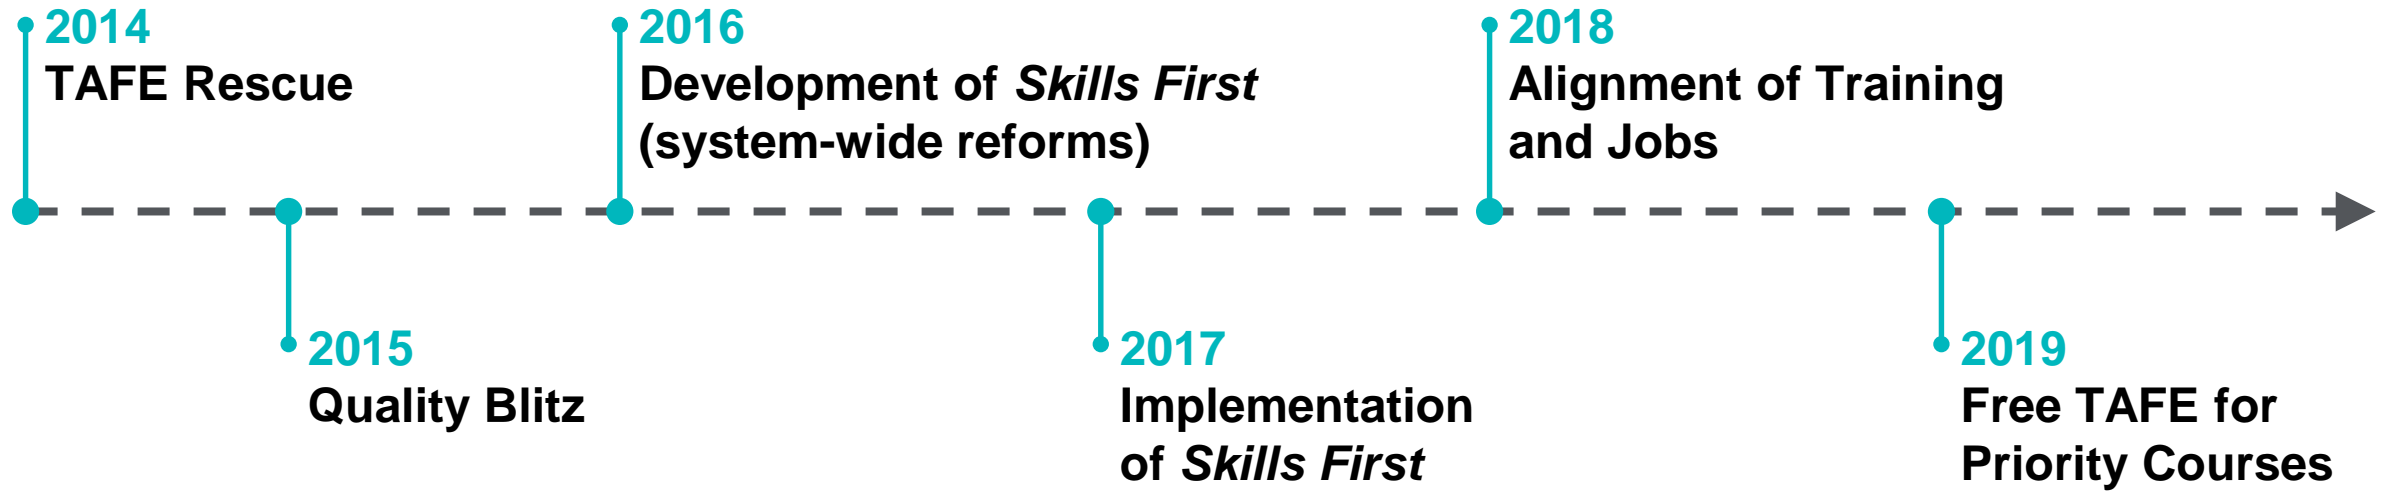 2014
TAFE Rescue
2015
Quality Blitz
2016
Development of Skills First
(system-wide reforms)
2017
Implementation
of Skills First
2018
Alignment of Training
and Jobs
2019
Free TAFE for
Priority Courses